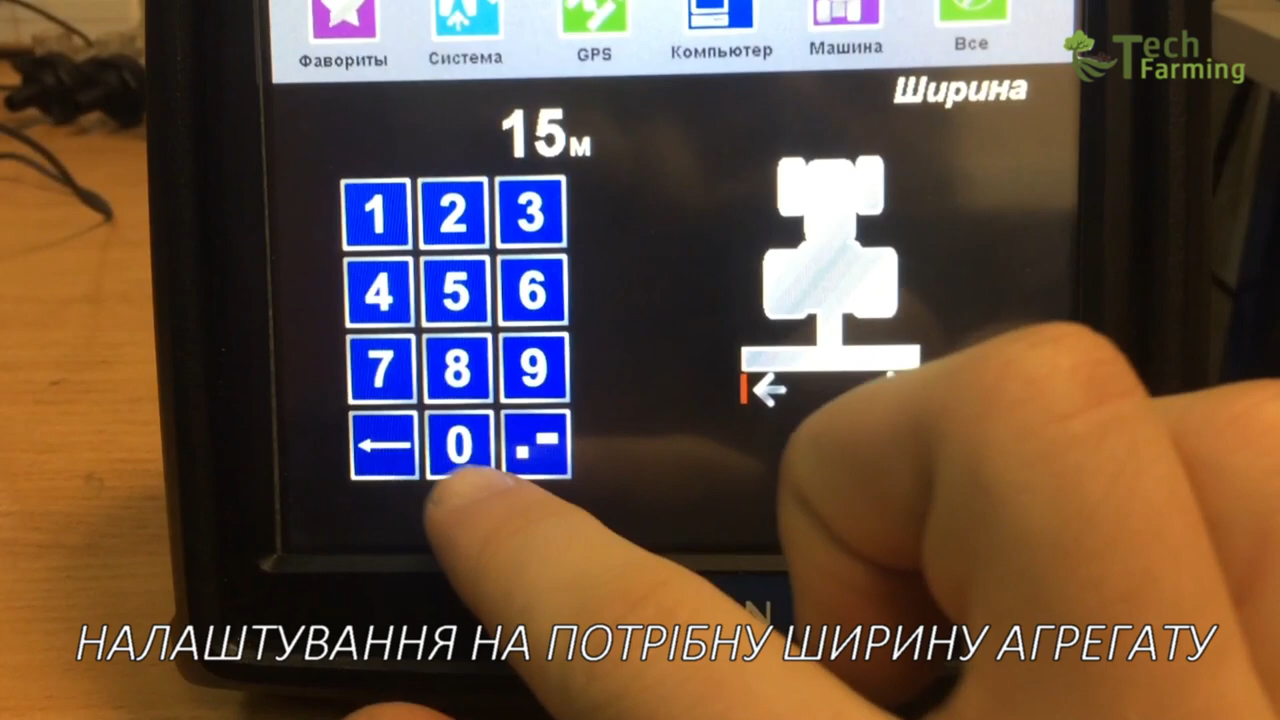 Фавориты Система GPS Компьютер Машина Все
Tech
Farming
Ширина
15м
1 2 3
4 5 6
7 8 9
← 0 .-
N
НАЛАШТУВАННЯ НА ПОТРІБНУ ШИРИНУ АГРЕГАТУ